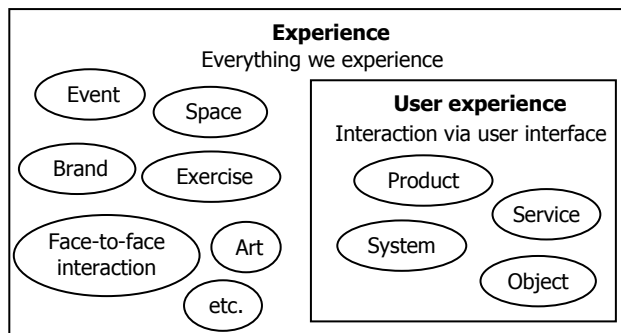 Experience
Everything we experience
Event
Space
Brand
Exercise
Face-to-face
interaction
Art
etc.
User experience
Interaction via user interface
Product
Service
System
Object